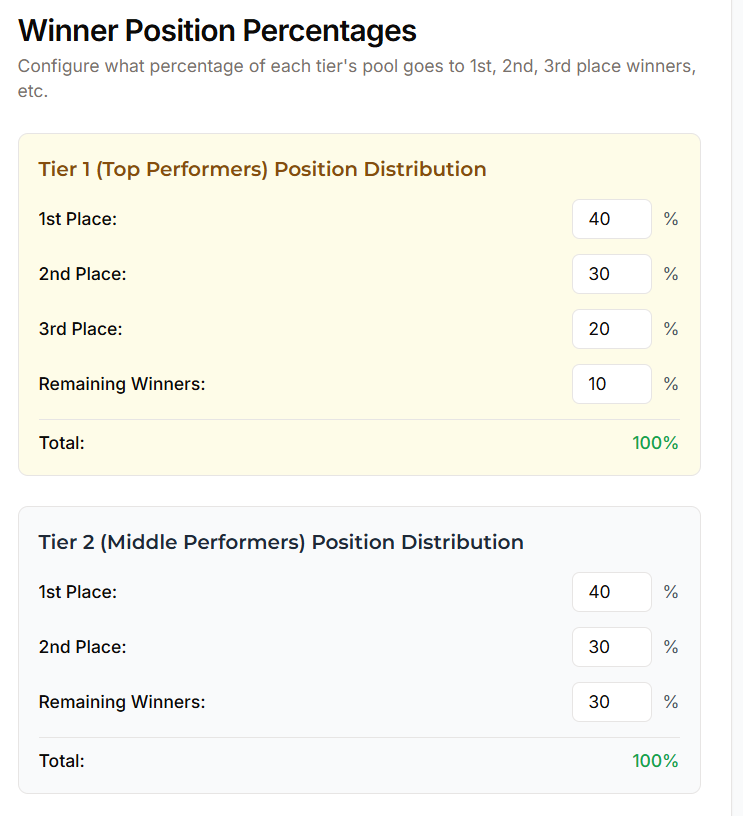 Winner Position Percentages
Configure what percentage of each tier's pool goes to 1st, 2nd, 3rd place winners,
etc.
Tier 1 (Top Performers) Position Distribution
1st Place: 40 %
2nd Place: 30 %
3rd Place: 20 %
Remaining Winners: 10 %
Total: 100%
Tier 2 (Middle Performers) Position Distribution
1st Place: 40 %
2nd Place: 30 %
Remaining Winners: 30 %
Total: 100%